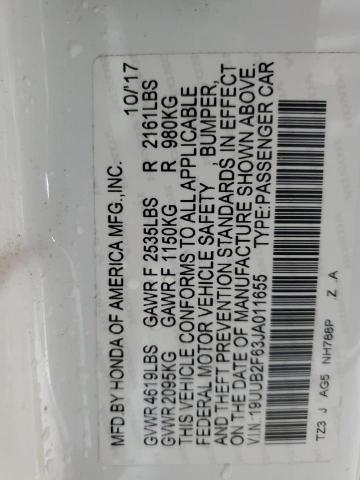 MFD BY HONDA OF AMERICA MFG.,INC. 10/'17
GVWR 4619LBS GAWR F 2535LBS R 2161LBS
GVWR 2095KG GAWR F 1150KG R 980KG
THIS VEHICLE CONFORMS TO ALL APPLICABLE
FEDERAL MOTOR VEHICLE SAFETY , BUMPER,
AND THEFT PREVENTION STANDARDS IN EFFECT
ON THE DATE OF MANUFACTURE SHOWN ABOVE.
V.I.N: 19UUB2F63JA011655 TYPE:PASSENGER CAR
TZ3 J AG5 NH788P Z A